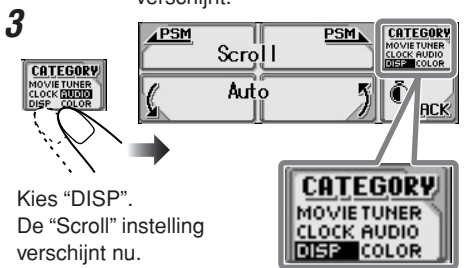 verschijnt.
3
PSM PSM
Scroll
Auto
CATEGORY
MOVIE TUNER
CLOCK AUDIO
DISP COLOR
ACK
CATEGORY
MOVIE TUNER
CLOCK AUDIO
DISP COLOR
Kies “DISP”.
De “Scroll” instelling
verschijnt nu.
CATEGORY
MOVIE TUNER
CLOCK AUDIO
DISP COLOR